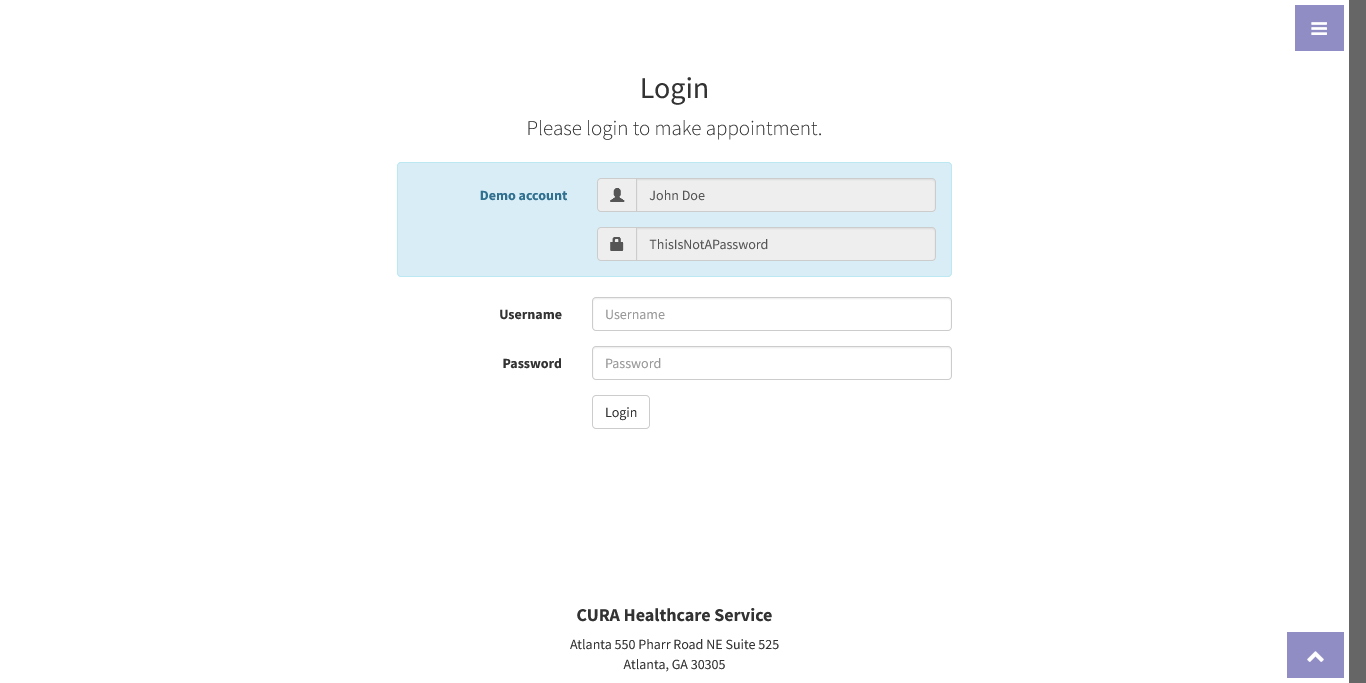 Login
Please login to make appointment.
Demo account
John Doe
ThisIsNotAPassword
Username
Username
Password
Password
Login
CURA Healthcare Service
Atlanta 550 Pharr Road NE Suite 525
Atlanta, GA 30305